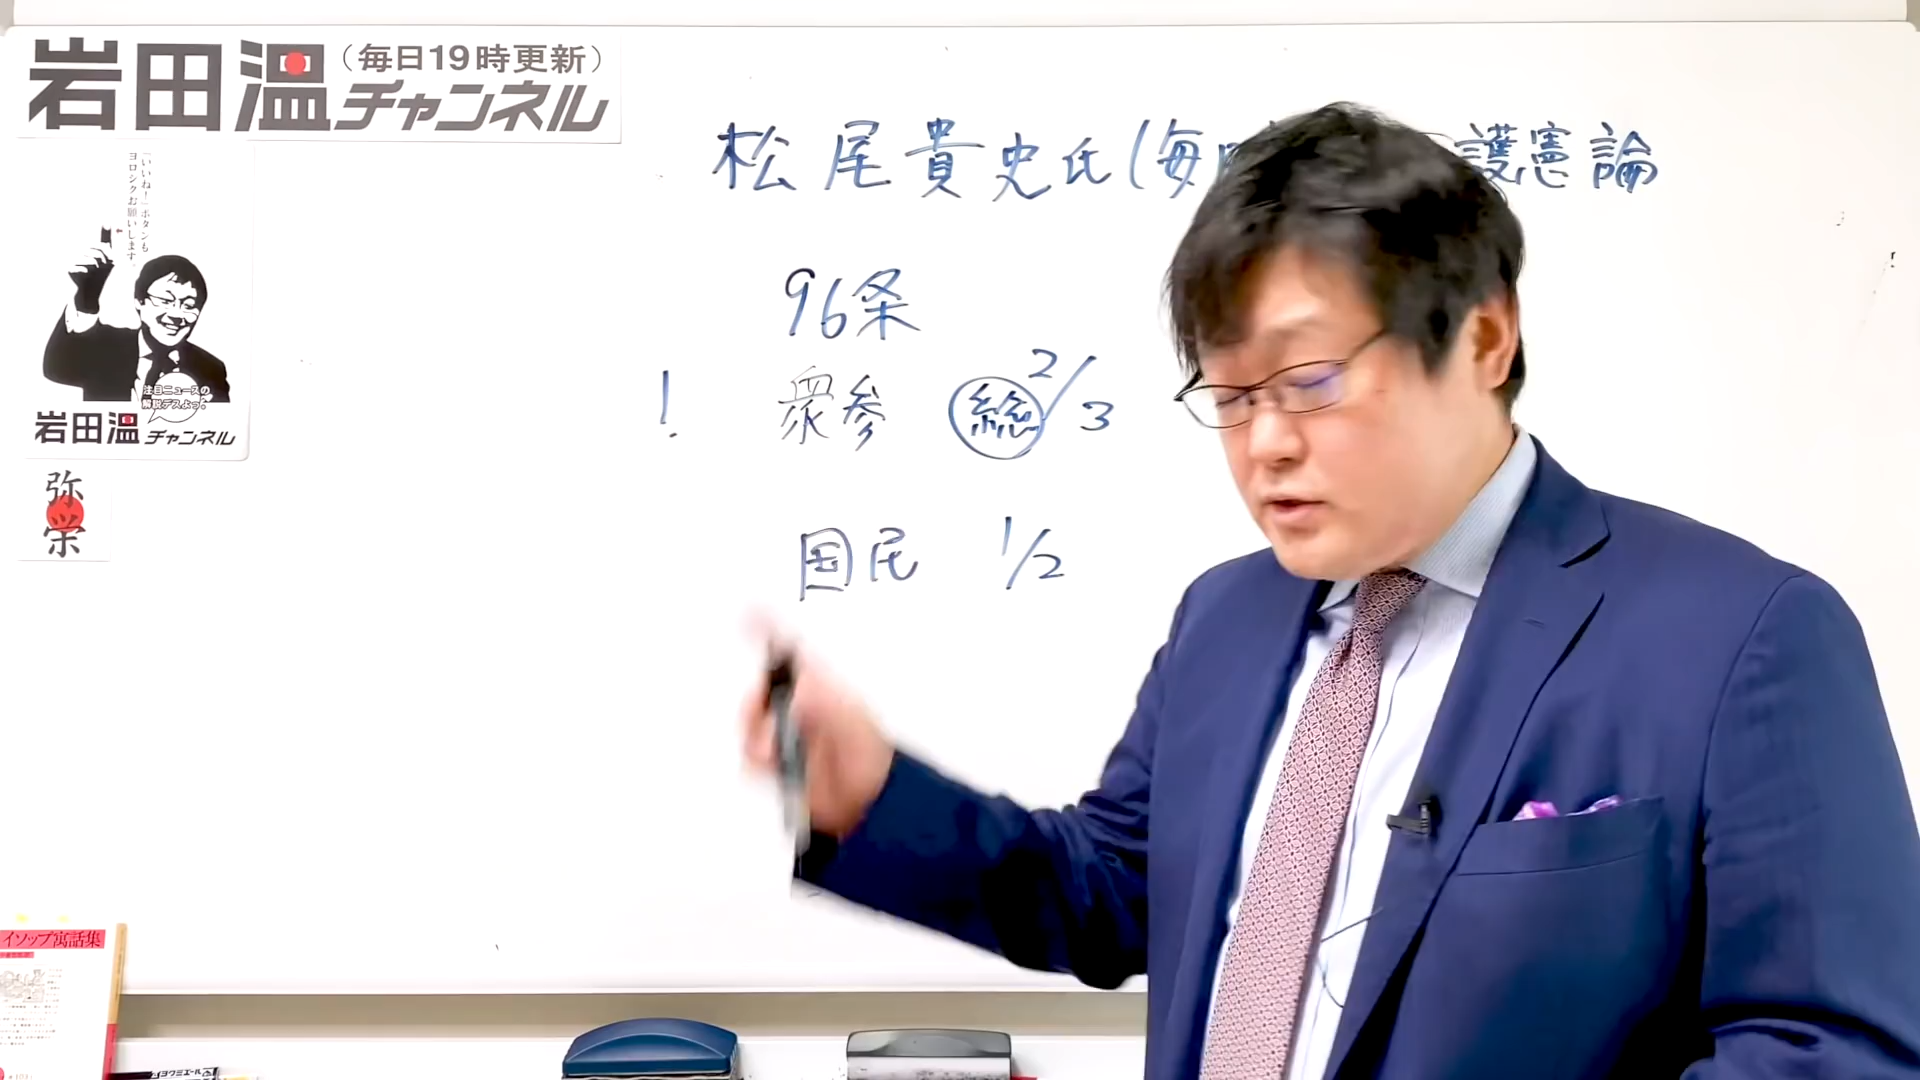 岩田温
(毎日19時更新)
チャンネル
「いいね!」ボタンも
ヨロシクお願いします。
注目ニュースの
解説デスよっ。
岩田温 チャンネル
弥栄
松尾貴史氏(毎日
護憲論
96条
! 衆参 総 2/3
国民 1/2
イソップ寓話集